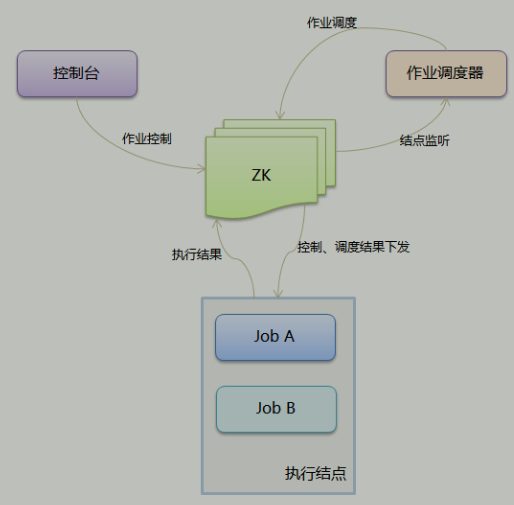 作业调度
控制台
作业调度器
作业控制
结点监听
ZK
执行结果
控制、调度结果下发
Job A
Job B
执行结点